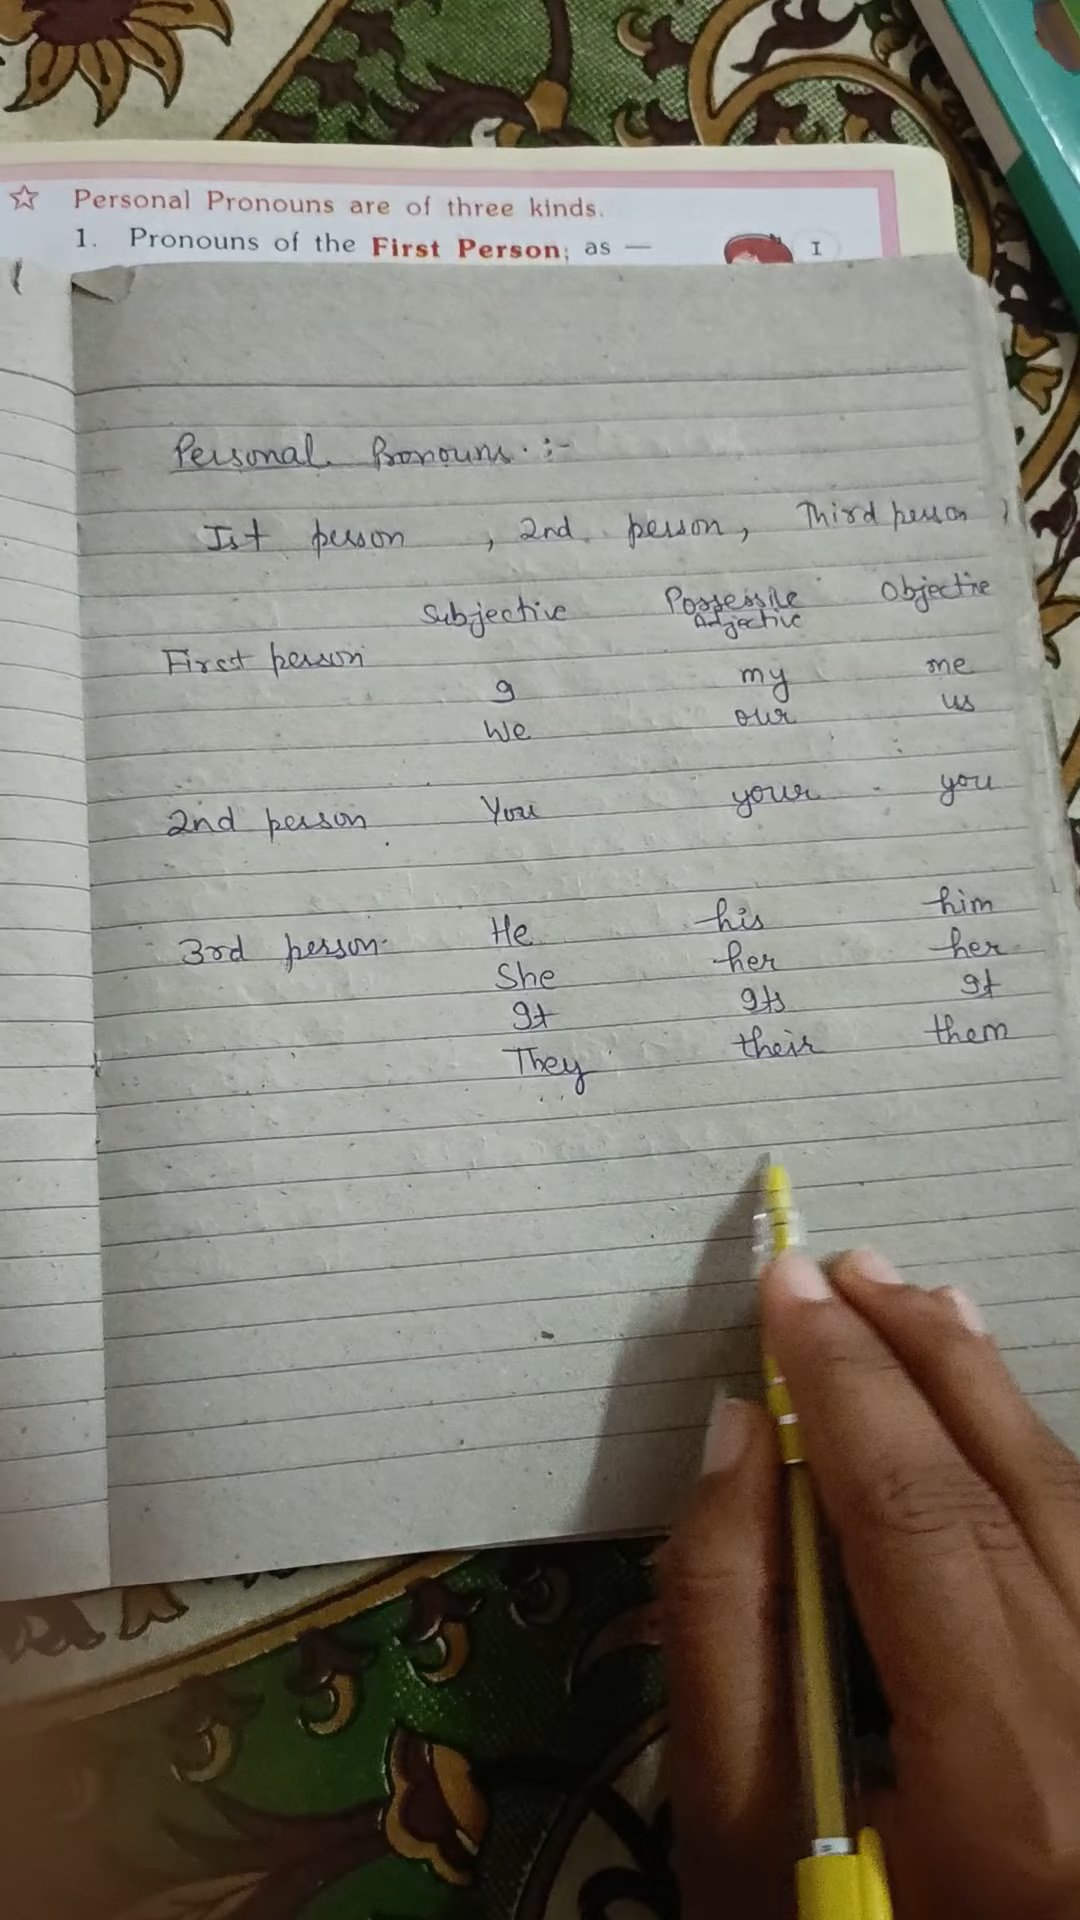 ☆ Personal Pronouns are of three kinds.
1. Pronouns of the First Person; as —
I
Personal Pronouns :-
Ist person , 2nd person, Third person
Subjective Possessile Adjective Objective
First person
I my me
We our us
2nd person You your you
3rd person He his him
She her her
It Its It
They their them